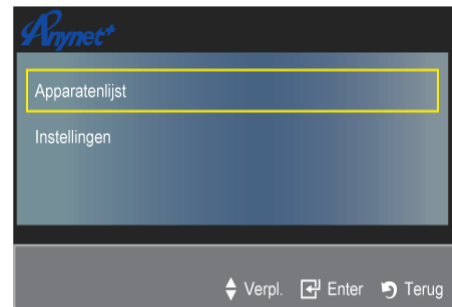 Anynet+
Apparatenlijst
Instellingen
Verpl. Enter Terug